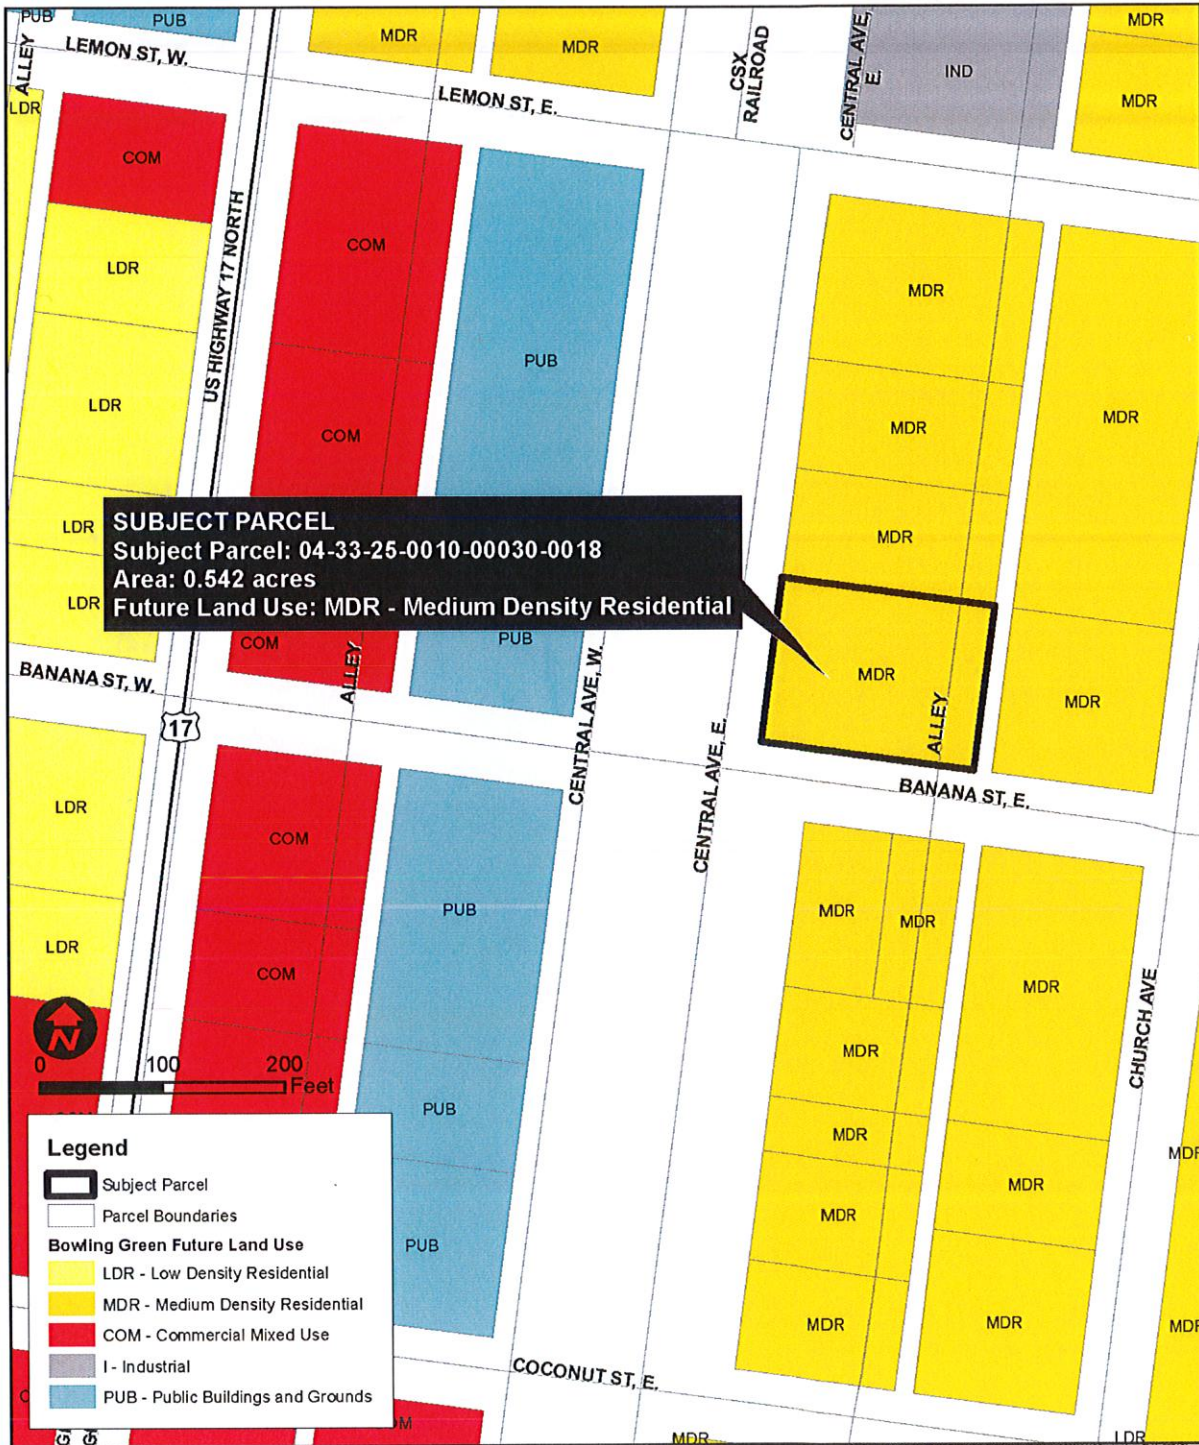 PUB
PUB
MDR
MDR
MDR
ALLEY
LEMON ST, W.
CSX
RAILROAD
CENTRAL AVE,
E.
IND
MDR
LDR
LEMON ST, E.
COM
US HIGHWAY 17 NORTH
LDR
COM
PUB
MDR
MDR
LDR
COM
MDR
LDR
MDR
SUBJECT PARCEL
Subject Parcel: 04-33-25-0010-00030-0018
Area: 0.542 acres
Future Land Use: MDR - Medium Density Residential
LDR
COM
PUB
MDR
MDR
ALLEY
ALLEY
BANANA ST, W.
17
CENTRAL AVE, W.
CENTRAL AVE, E.
BANANA ST, E.
LDR
COM
PUB
MDR
MDR
LDR
COM
MDR
CHURCH AVE
N
0 100 200
Feet
PUB
MDR
MDR
MDR
MDR
MDR
PUB
MDR
MDR
MDR
MDR
COCONUT ST, E.
MDR
LDR
Legend
Subject Parcel
Parcel Boundaries
Bowling Green Future Land Use
LDR - Low Density Residential
MDR - Medium Density Residential
COM - Commercial Mixed Use
I - Industrial
PUB - Public Buildings and Grounds